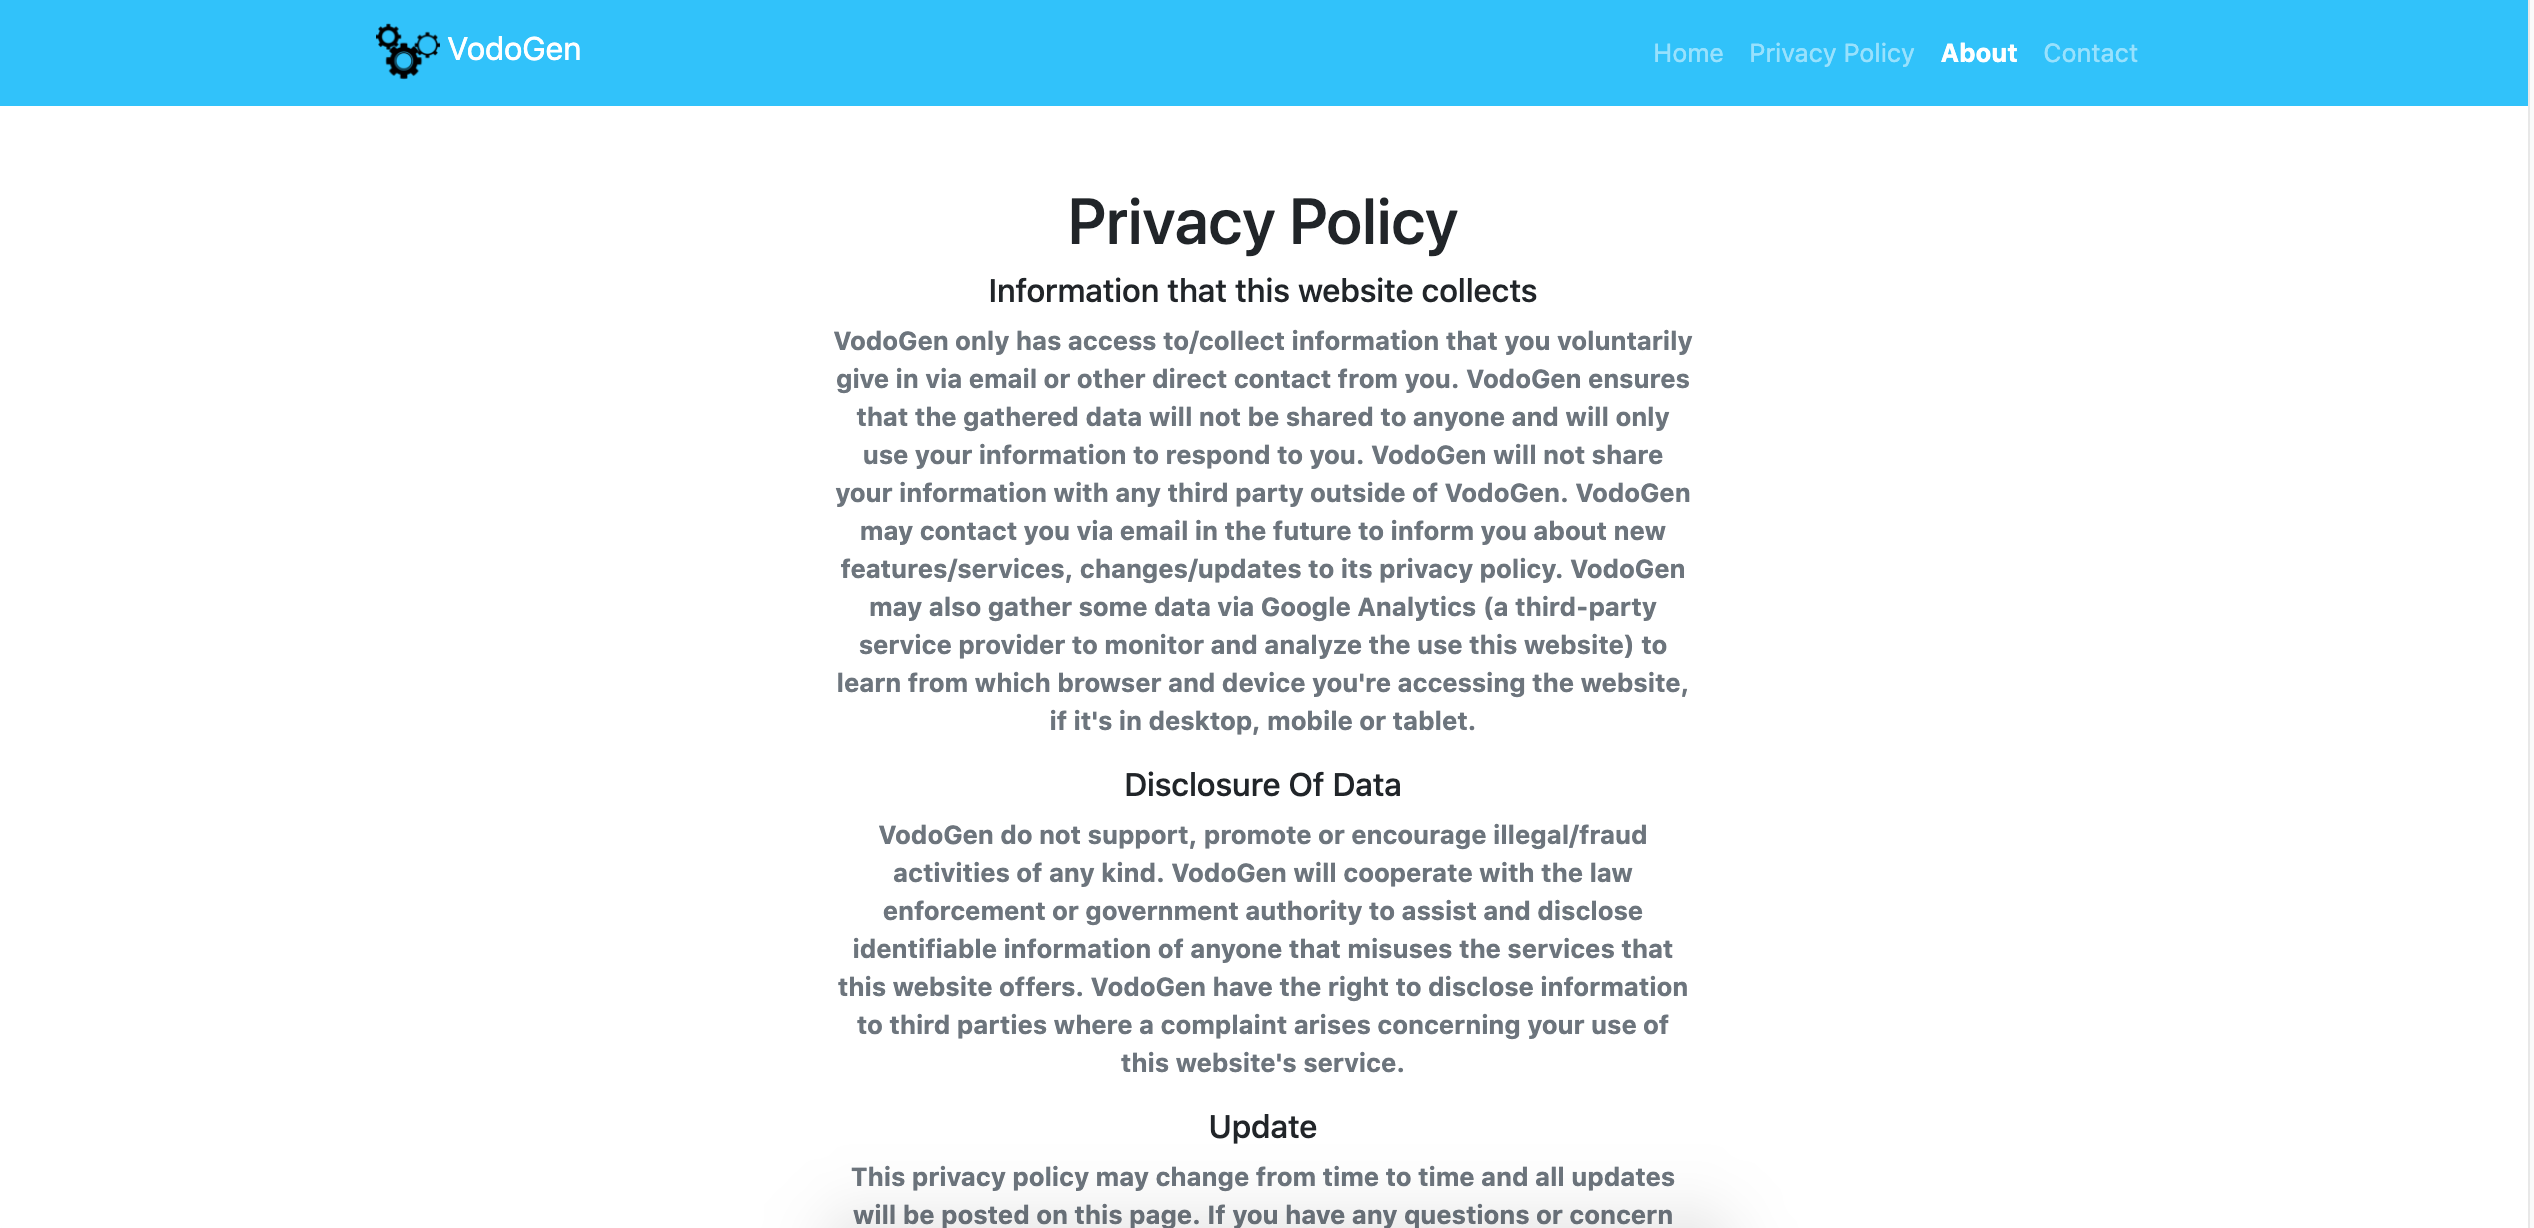 VodoGen
Home Privacy Policy About Contact
Privacy Policy
Information that this website collects
VodoGen only has access to/collect information that you voluntarily
give in via email or other direct contact from you. VodoGen ensures
that the gathered data will not be shared to anyone and will only
use your information to respond to you. VodoGen will not share
your information with any third party outside of VodoGen. VodoGen
may contact you via email in the future to inform you about new
features/services, changes/updates to its privacy policy. VodoGen
may also gather some data via Google Analytics (a third-party
service provider to monitor and analyze the use this website) to
learn from which browser and device you're accessing the website,
if it's in desktop, mobile or tablet.
Disclosure Of Data
VodoGen do not support, promote or encourage illegal/fraud
activities of any kind. VodoGen will cooperate with the law
enforcement or government authority to assist and disclose
identifiable information of anyone that misuses the services that
this website offers. VodoGen have the right to disclose information
to third parties where a complaint arises concerning your use of
this website's service.
Update
This privacy policy may change from time to time and all updates
will be posted on this page. If you have any questions or concern